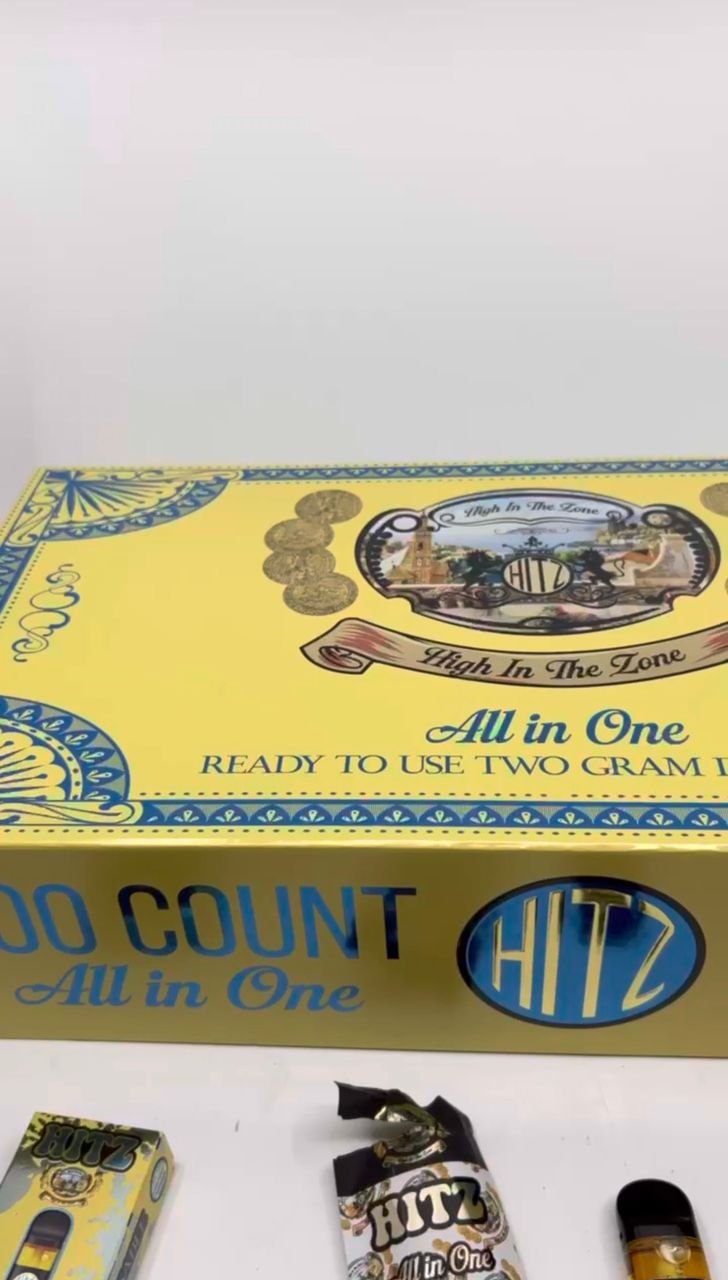 High In The Zone
HITZ
High In The Zone
All in One
READY TO USE TWO GRAM
00 COUNT
All in One
HITZ
HITZ
HITZ
All in One